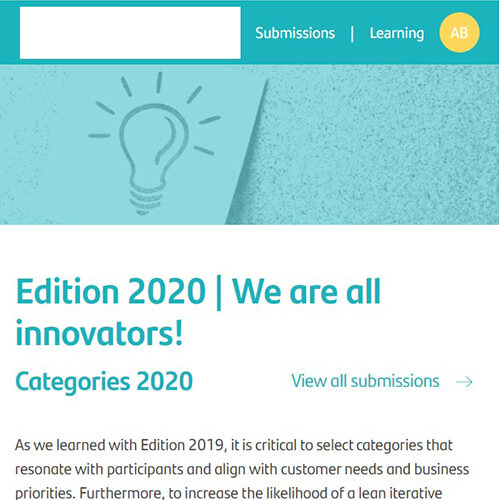 Submissions | Learning AB
Edition 2020 | We are all
innovators!
Categories 2020 View all submissions →
As we learned with Edition 2019, it is critical to select categories that
resonate with participants and align with customer needs and business
priorities. Furthermore, to increase the likelihood of a lean iterative